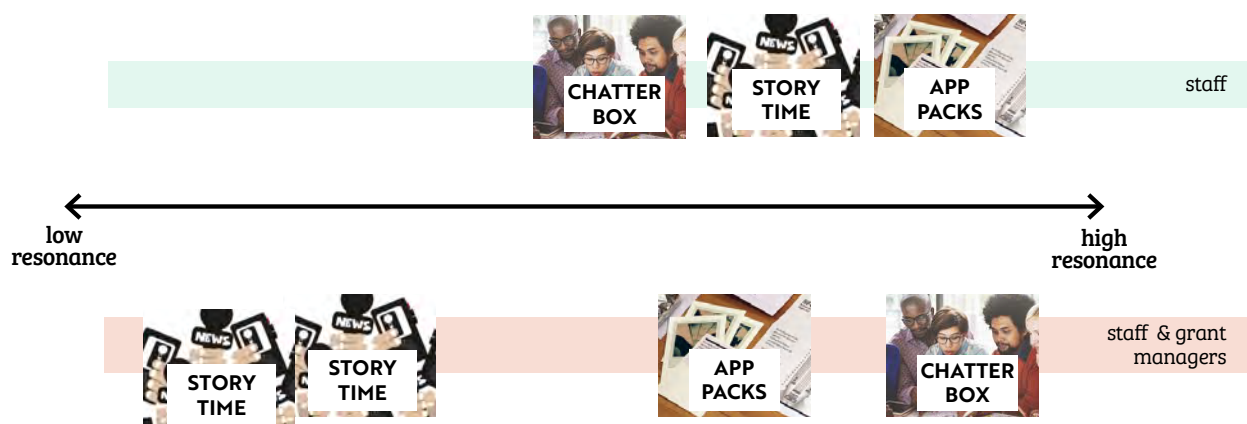 NEWS
CHATTER
BOX
STORY
TIME
APP
PACKS
staff
low
resonance
high
resonance
NEWS
NEWS
STORY
TIME
STORY
TIME
APP
PACKS
CHATTER
BOX
staff & grant
managers